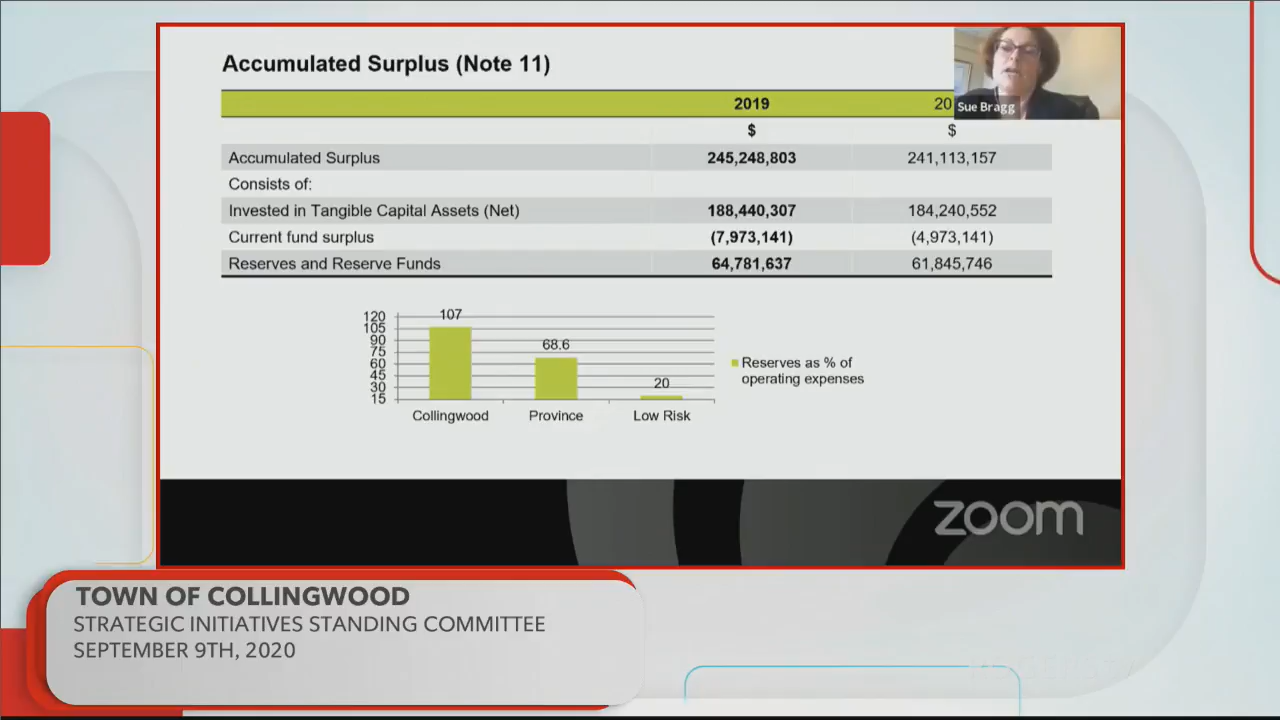 Accumulated Surplus (Note 11)
Sue Bragg
2019 20
$ $
Accumulated Surplus 245,248,803 241,113,157
Consists of:
Invested in Tangible Capital Assets (Net) 188,440,307 184,240,552
Current fund surplus (7,973,141) (4,973,141)
Reserves and Reserve Funds 64,781,637 61,845,746
120
105
90
75
60
45
30
15
107
68.6
20
Collingwood Province Low Risk
Reserves as % of
operating expenses
zoom
TOWN OF COLLINGWOOD
STRATEGIC INITIATIVES STANDING COMMITTEE
SEPTEMBER 9TH, 2020